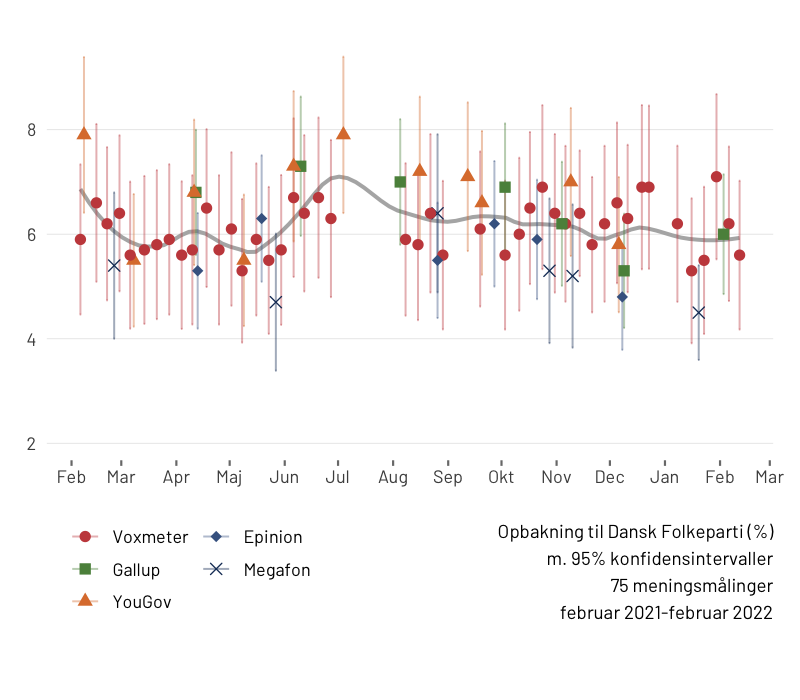 8
6
4
2
Feb Mar Apr Maj Jun Jul Aug Sep Okt Nov Dec Jan Feb Mar
Voxmeter Epinion
Gallup Megafon
YouGov
Opbakning til Dansk Folkeparti (%)
m. 95% konfidensintervaller
75 meningsmålinger
februar 2021-februar 2022